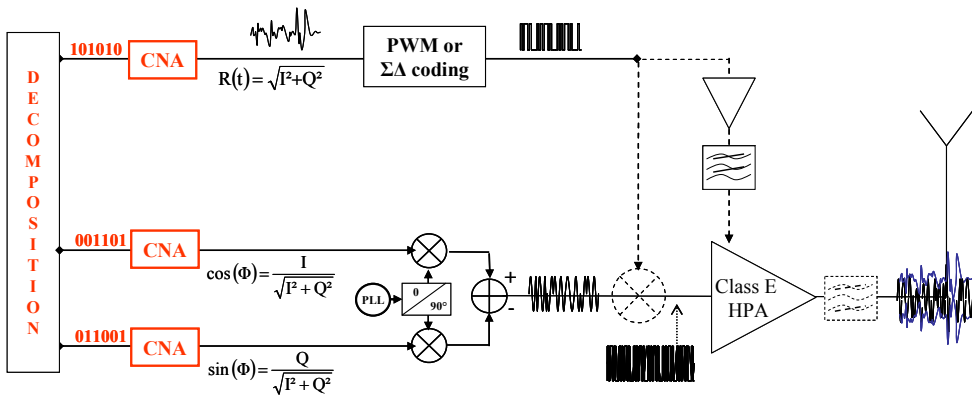 DECOMPOSITION
101010
CNA
R(t)=√I²+Q²
PWM or
ΣΔ coding
001101
CNA
cos(Φ)=I/√I²+Q²
PLL
0
90°
+
-
Class E
HPA
011001
CNA
sin(Φ)=Q/√I²+Q²